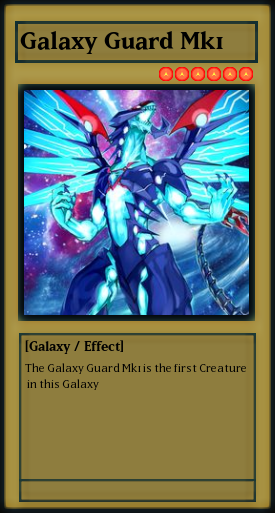 Galaxy Guard Mk1
[Galaxy / Effect]
The Galaxy Guard Mk1 is the first Creature
in this Galaxy